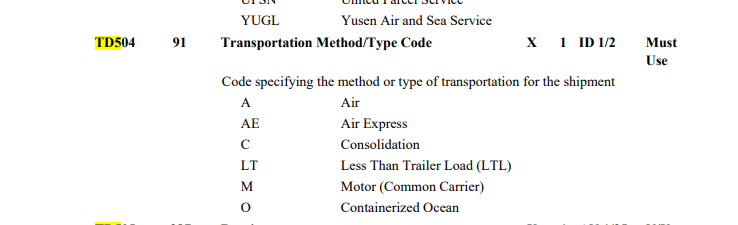 YUGL Yusen Air and Sea Service
TD504 91 Transportation Method/Type Code X 1 ID 1/2 Must
Use
Code specifying the method or type of transportation for the shipment
A Air
AE Air Express
C Consolidation
LT Less Than Trailer Load (LTL)
M Motor (Common Carrier)
O Containerized Ocean